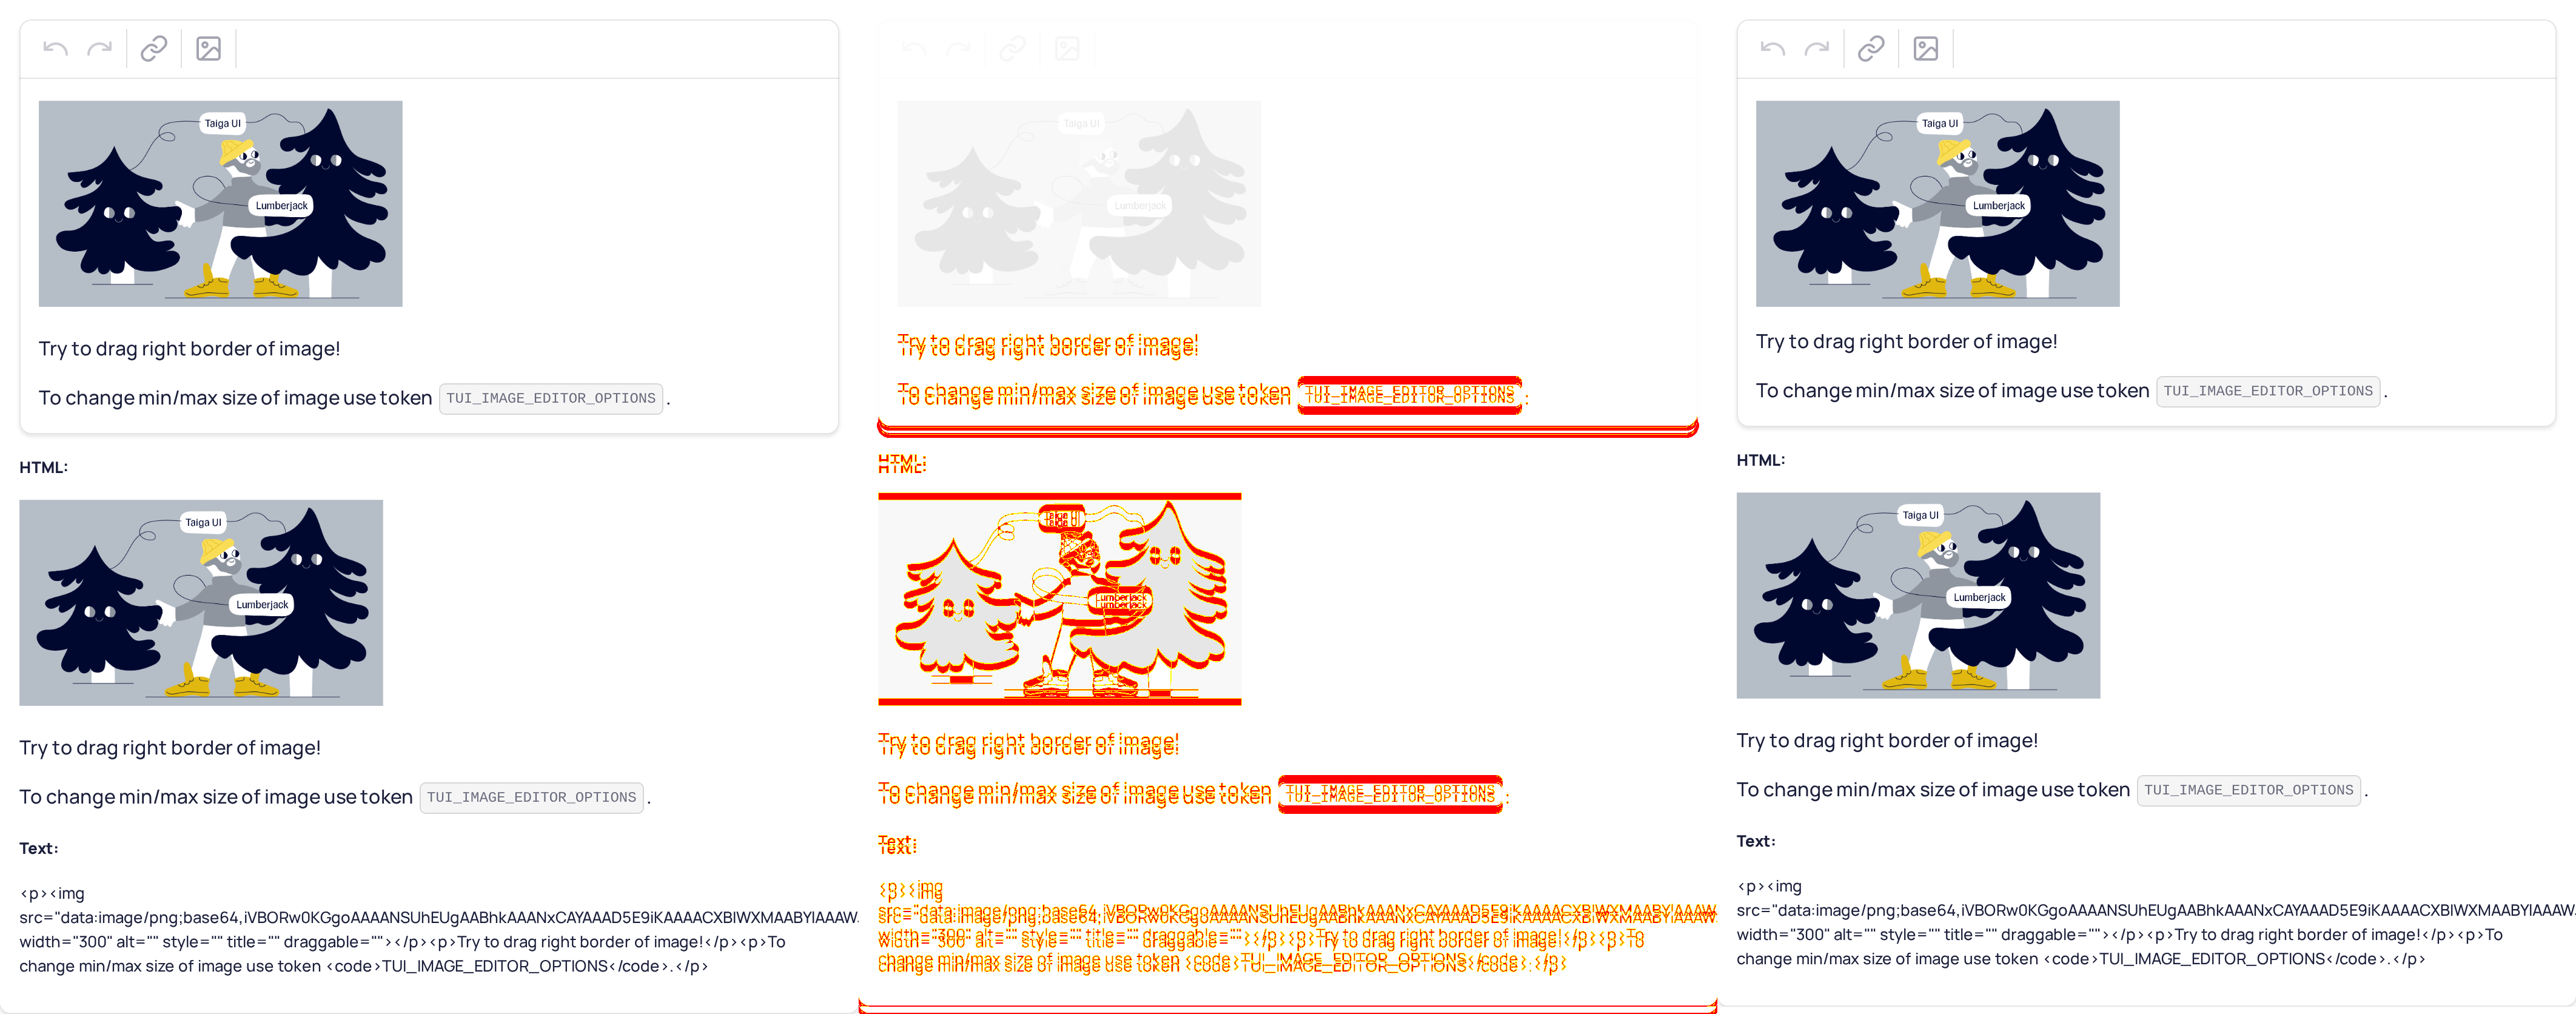 Taiga UI
Lumberjack
Try to drag right border of image!
To change min/max size of image use token TUI_IMAGE_EDITOR_OPTIONS.
HTML:
Taiga UI
Lumberjack
Try to drag right border of image!
To change min/max size of image use token TUI_IMAGE_EDITOR_OPTIONS.
Text:
<p><img
src="data:image/png;base64,iVBORw0KGgoAAAANSUhEUgAABhkAAANxCAYAAAD5E9iKAAAACXBIWXMAABYlAAAW
width="300" alt="" style="" title="" draggable=""></p><p>Try to drag right border of image!</p><p>To
change min/max size of image use token <code>TUI_IMAGE_EDITOR_OPTIONS</code>.</p>
Taiga UI
Lumberjack
Try to drag right border of image!
To change min/max size of image use token TUI_IMAGE_EDITOR_OPTIONS.
HTML:
Taiga UI
Lumberjack
Try to drag right border of image!
To change min/max size of image use token TUI_IMAGE_EDITOR_OPTIONS.
Text:
<p><img
src="data:image/png;base64,iVBORw0KGgoAAAANSUhEUgAABhkAAANxCAYAAAD5E9iKAAAACXBIWXMAABYlAAAW
width="300" alt="" style="" title="" draggable=""></p><p>Try to drag right border of image!</p><p>To
change min/max size of image use token <code>TUI_IMAGE_EDITOR_OPTIONS</code>.</p>
Taiga UI
Lumberjack
Try to drag right border of image!
To change min/max size of image use token TUI_IMAGE_EDITOR_OPTIONS.
HTML:
Taiga UI
Lumberjack
Try to drag right border of image!
To change min/max size of image use token TUI_IMAGE_EDITOR_OPTIONS.
Text:
<p><img
src="data:image/png;base64,iVBORw0KGgoAAAANSUhEUgAABhkAAANxCAYAAAD5E9iKAAAACXBIWXMAABYlAAAW
width="300" alt="" style="" title="" draggable=""></p><p>Try to drag right border of image!</p><p>To
change min/max size of image use token <code>TUI_IMAGE_EDITOR_OPTIONS</code>.</p>